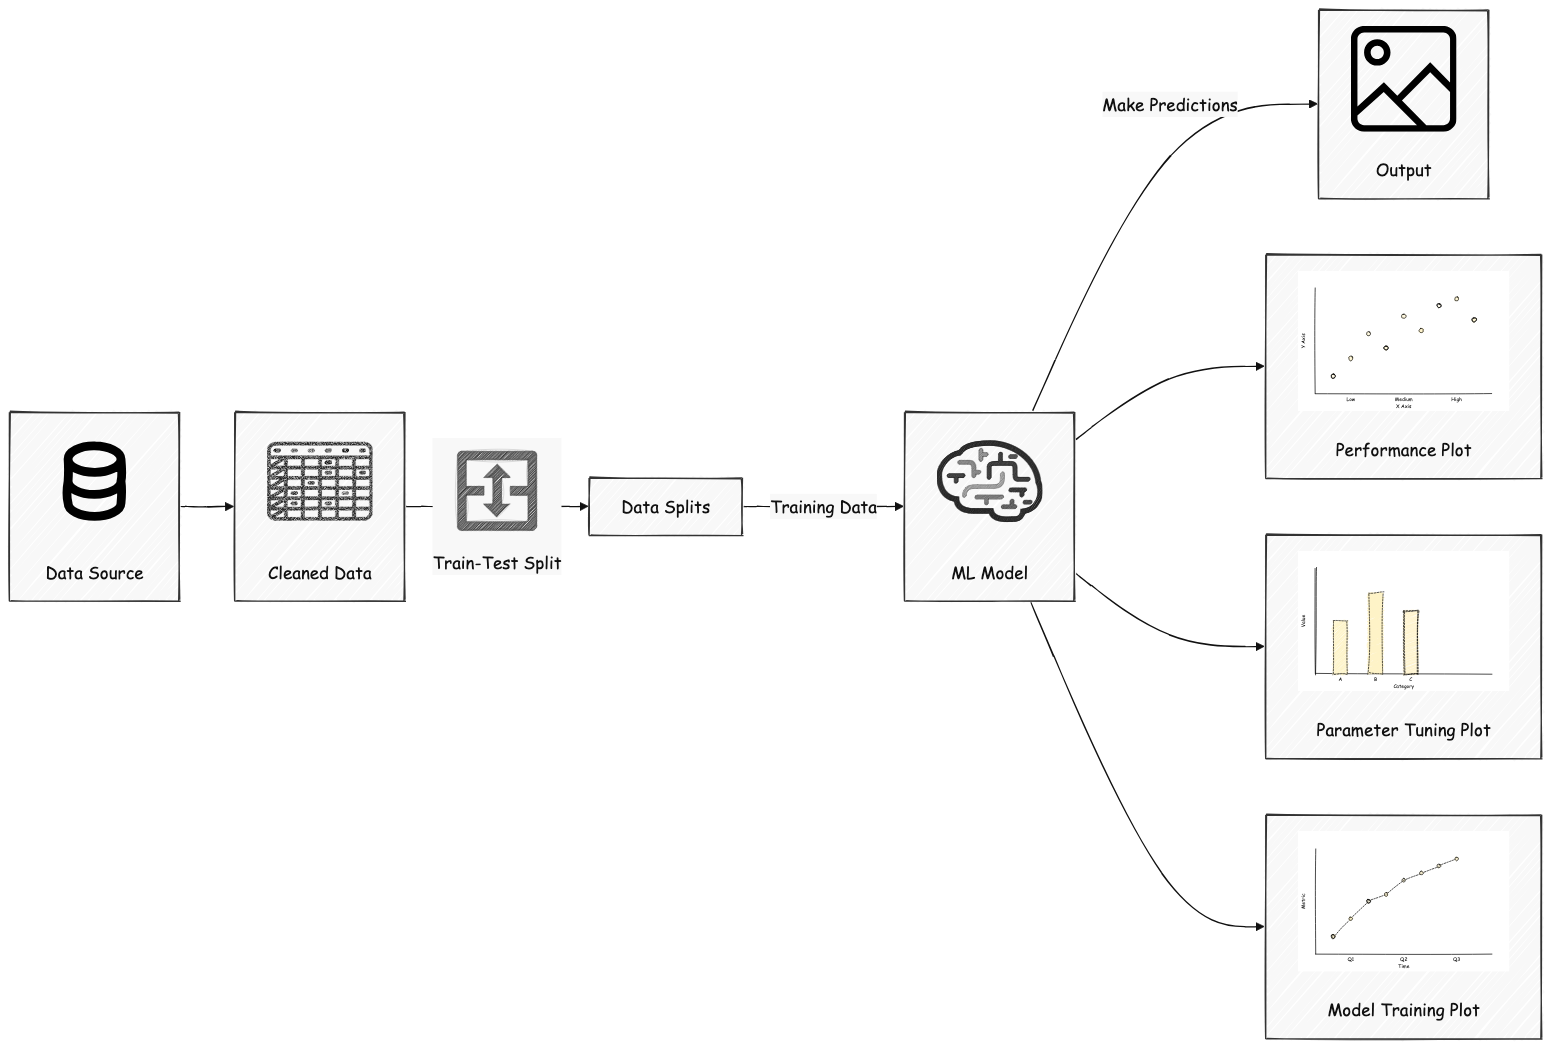 Make Predictions
Output
Y Axis
Low Medium High
X Axis
Performance Plot
Data Source
Cleaned Data
Train-Test Split
Data Splits
Training Data
ML Model
Value
A B C
Category
Parameter Tuning Plot
Metric
Q1 Q2 Q3
Time
Model Training Plot